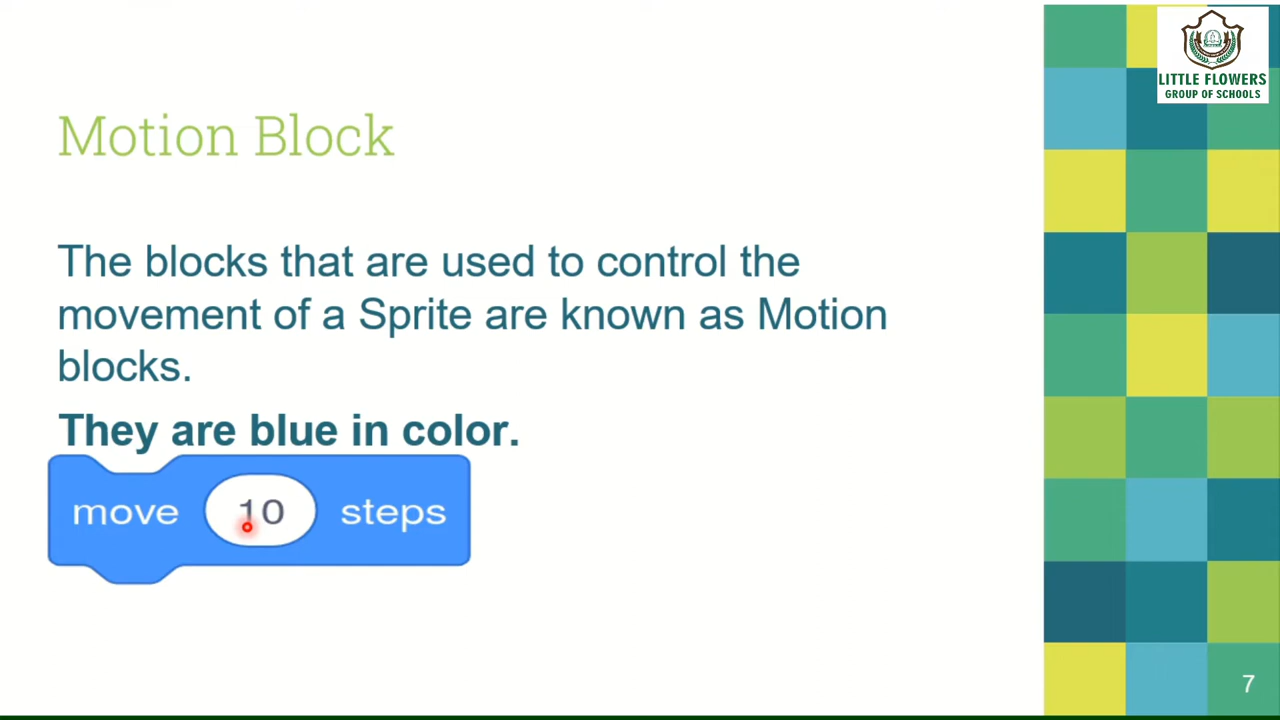 LITTLE FLOWERS
GROUP OF SCHOOLS
Motion Block
The blocks that are used to control the
movement of a Sprite are known as Motion
blocks.
They are blue in color.
move 10 steps
7